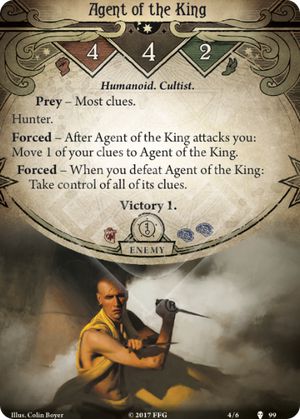 Agent of the King
4 4 2
Humanoid. Cultist.
Prey – Most clues.
Hunter.
Forced – After Agent of the King attacks you:
Move 1 of your clues to Agent of the King.
Forced – When you defeat Agent of the King:
Take control of all of its clues.
Victory 1.
ENEMY
Illus. Colin Boyer © 2017 FFG 4/6 99